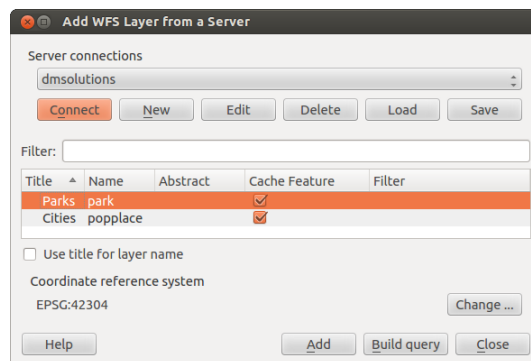 Add WFS Layer from a Server
Server connections
dmsolutions
Connect New Edit Delete Load Save
Filter:
Title Name Abstract Cache Feature Filter
Parks park
Cities popplace
Use title for layer name
Coordinate reference system
EPSG:42304
Change ...
Help Add Build query Close